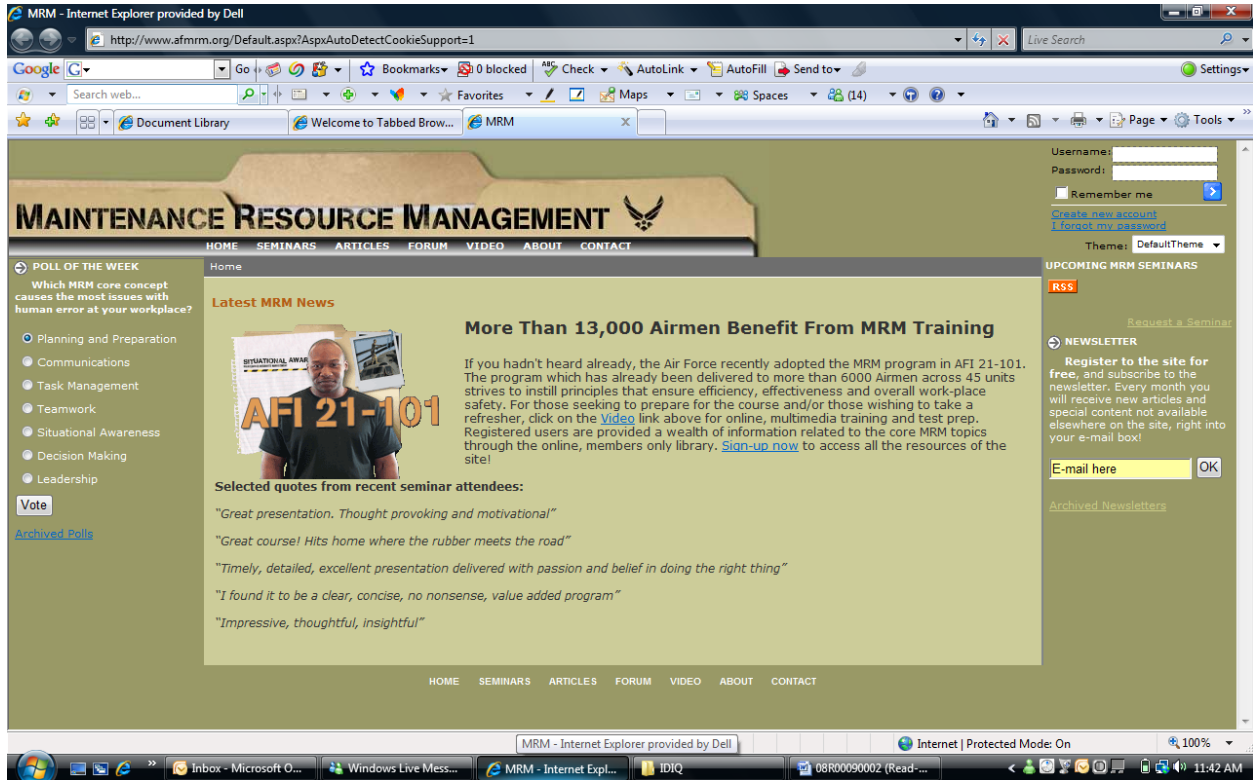 MRM - Internet Explorer provided by Dell
http://www.afmrm.org/Default.aspx?AspxAutoDetectCookieSupport=1
Live Search
Google
G
Go
Bookmarks
0 blocked
ABC
Check
AutoLink
AutoFill
Send to
Settings
Search web...
Favorites
Maps
Spaces
(14)
Document Library
Welcome to Tabbed Brow...
MRM
X
Page
Tools
MAINTENANCE RESOURCE MANAGEMENT
HOME SEMINARS ARTICLES FORUM VIDEO ABOUT CONTACT
Username:
Password:
Remember me
Create new account
I forgot my password
Theme: DefaultTheme
POLL OF THE WEEK
Which MRM core concept
causes the most issues with
human error at your workplace?
Planning and Preparation
Communications
Task Management
Teamwork
Situational Awareness
Decision Making
Leadership
Vote
Archived Polls
Home
Latest MRM News
SITUATIONAL AWAR
AFI 21-101
More Than 13,000 Airmen Benefit From MRM Training
If you hadn't heard already, the Air Force recently adopted the MRM program in AFI 21-101.
The program which has already been delivered to more than 6000 Airmen across 45 units
strives to instill principles that ensure efficiency, effectiveness and overall work-place
safety. For those seeking to prepare for the course and/or those wishing to take a
refresher, click on the Video link above for online, multimedia training and test prep.
Registered users are provided a wealth of information related to the core MRM topics
through the online, members only library. Sign-up now to access all the resources of the
site!
Selected quotes from recent seminar attendees:
"Great presentation. Thought provoking and motivational"
"Great course! Hits home where the rubber meets the road"
"Timely, detailed, excellent presentation delivered with passion and belief in doing the right thing"
"I found it to be a clear, concise, no nonsense, value added program"
"Impressive, thoughtful, insightful"
UPCOMING MRM SEMINARS
RSS
Request a Seminar
NEWSLETTER
Register to the site for
free, and subscribe to the
newsletter. Every month you
will receive new articles and
special content not available
elsewhere on the site, right into
your e-mail box!
E-mail here
OK
Archived Newsletters
HOME SEMINARS ARTICLES FORUM VIDEO ABOUT CONTACT
MRM - Internet Explorer provided by Dell
Internet | Protected Mode: On
100%
Inbox - Microsoft O...
Windows Live Mess...
MRM - Internet Expl...
IDIQ
08R00090002 (Read-...
11:42 AM